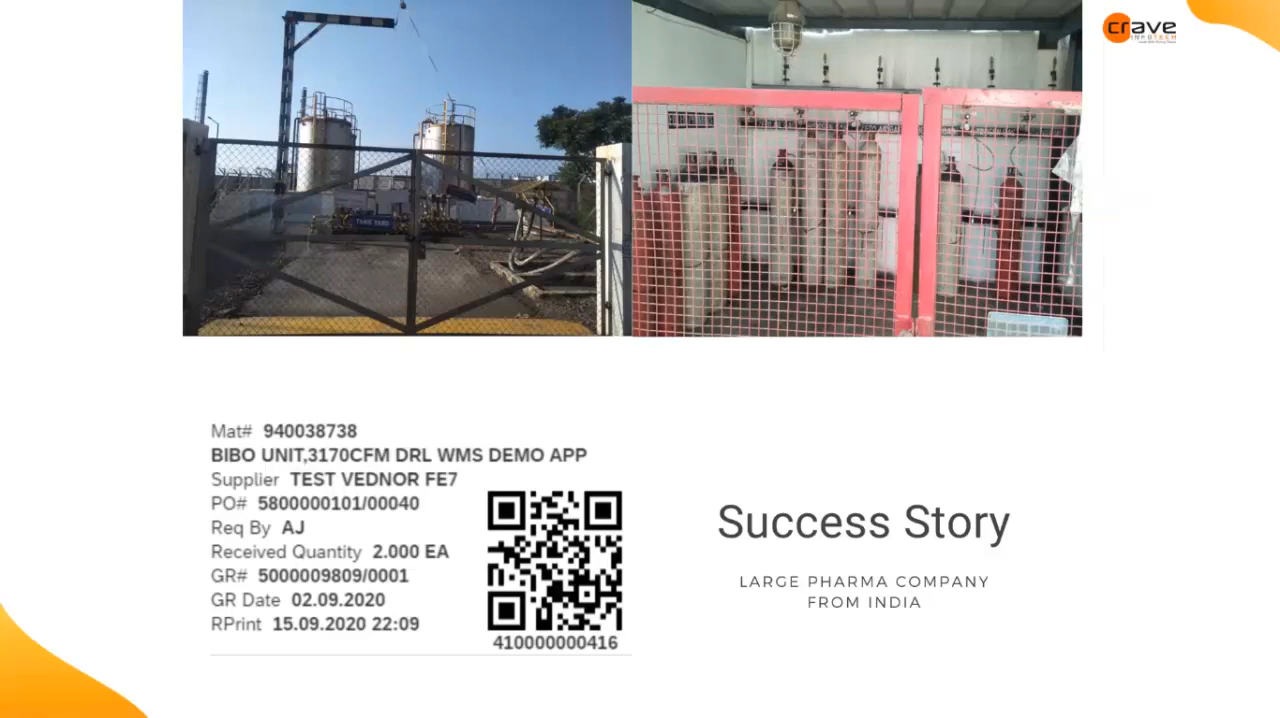 crave
INFOTECH
Mat# 940038738
BIBO UNIT,3170CFM DRL WMS DEMO APP
Supplier TEST VEDNOR FE7
PO# 5800000101/00040
Req By AJ
Received Quantity 2.000 EA
GR# 5000009809/0001
GR Date 02.09.2020
RPrint 15.09.2020 22:09
410000000416
Success Story
LARGE PHARMA COMPANY
FROM INDIA